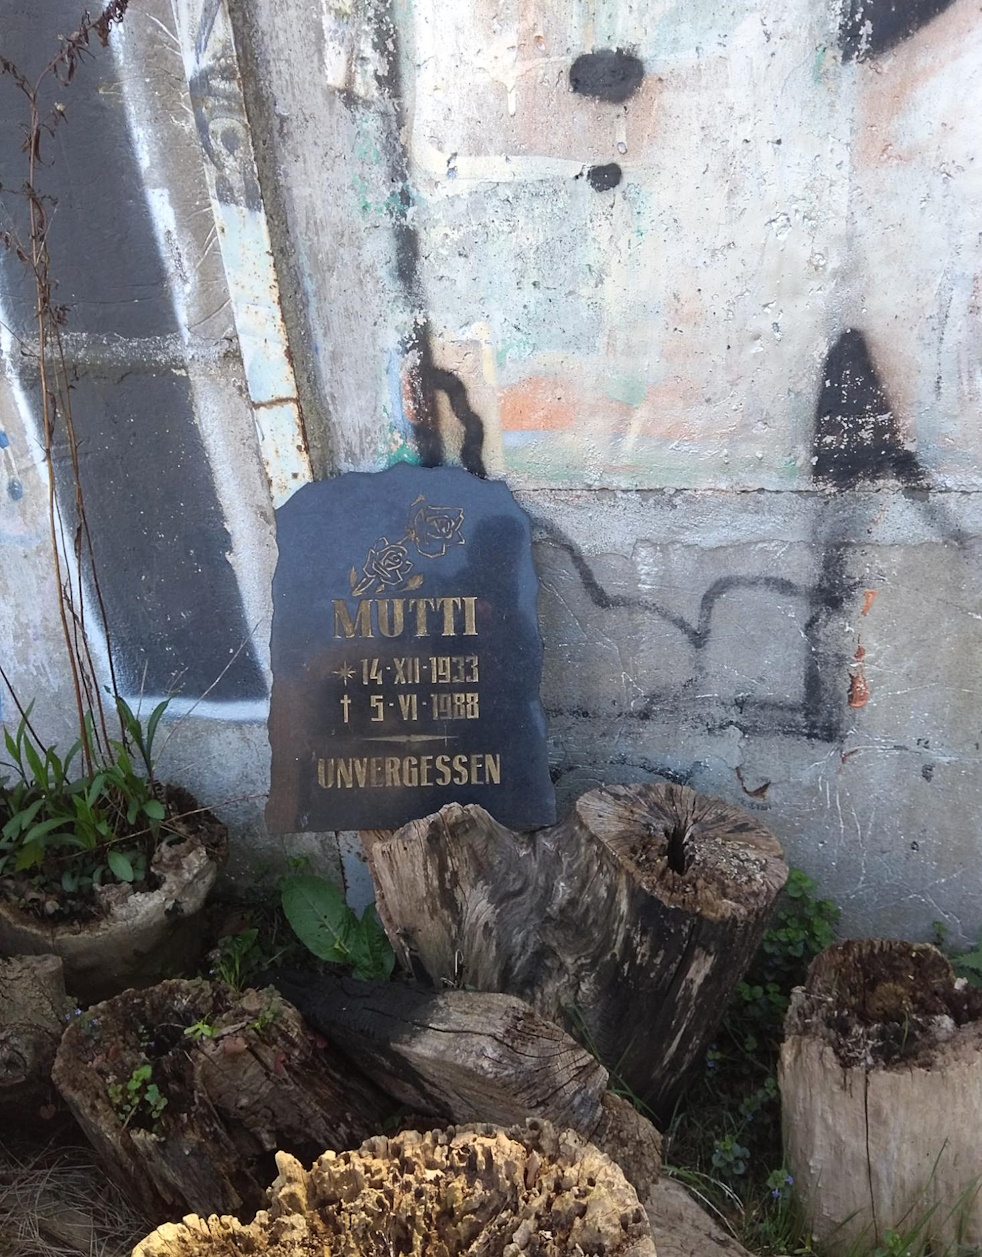 MUTTI
* 14·XII·1933
† 5·VI·1988
UNVERGESSEN